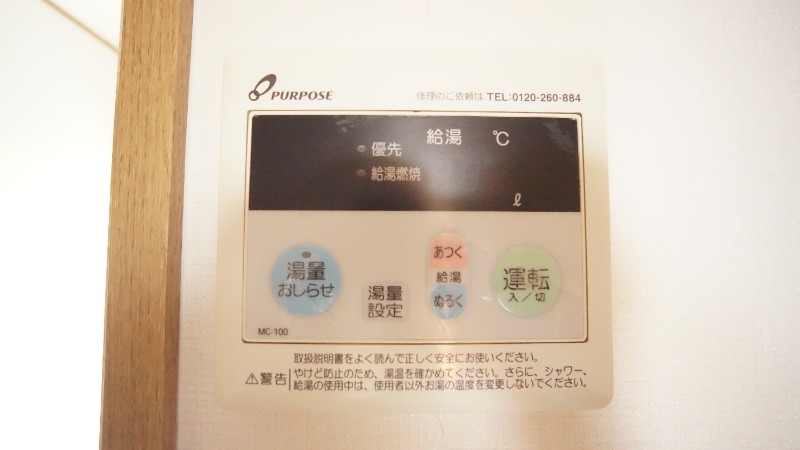 PURPOSE
修理のご依頼は TEL:0120-260-884
給湯 ℃
優先
給湯燃焼
ℓ
湯量
おしらせ
湯量
設定
あつく
給湯
ぬるく
運転
入/切
MC-100
取扱説明書をよく読んで正しく安全にお使いください。
⚠警告 やけど防止のため、湯温を確かめてください。さらに、シャワー、
給湯の使用中は、使用者以外お湯の温度を変更しないでください。